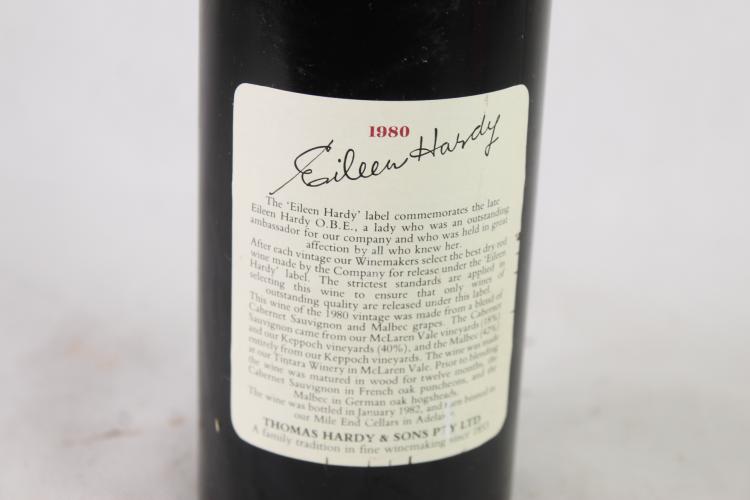 1980
Eileen Hardy
The 'Eileen Hardy' label commemorates the late
Eileen Hardy O.B.E., a lady who was an outstanding
ambassador for our company and who was held in great
affection by all who knew her.
After each vintage our Winemakers select the best dry red
wine made by the Company for release under the 'Eileen
Hardy' label. The strictest standards are applied in
selecting this wine to ensure that only wines of
outstanding quality are released under this label.
This wine of the 1980 vintage was made from a blend of
Cabernet Sauvignon and Malbec grapes. The Cabernet
Sauvignon came from our McLaren Vale vineyards (18%)
and our Keppoch vineyards (40%), and the Malbec (42%)
entirely from our Keppoch vineyards. The wine was made
at our Tintara Winery in McLaren Vale. Prior to blending
the wine was matured in wood for twelve months, the
Cabernet Sauvignon in French oak puncheons, and the
Malbec in German oak hogsheads.
The wine was bottled in January 1982, and then binned in
our Mile End Cellars in Adelaide
THOMAS HARDY & SONS PTY LTD
A family tradition in fine winemaking since 1853